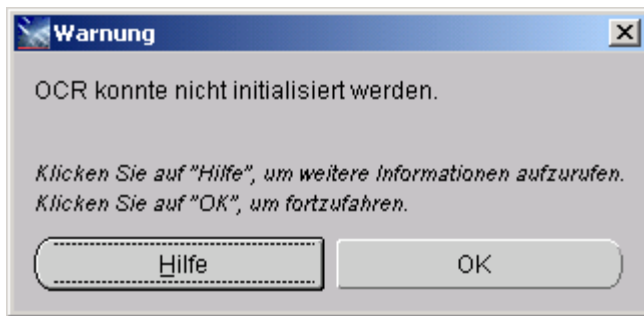 Warnung
OCR konnte nicht initialisiert werden.
Klicken Sie auf "Hilfe", um weitere Informationen aufzurufen.
Klicken Sie auf "OK", um fortzufahren.
Hilfe OK